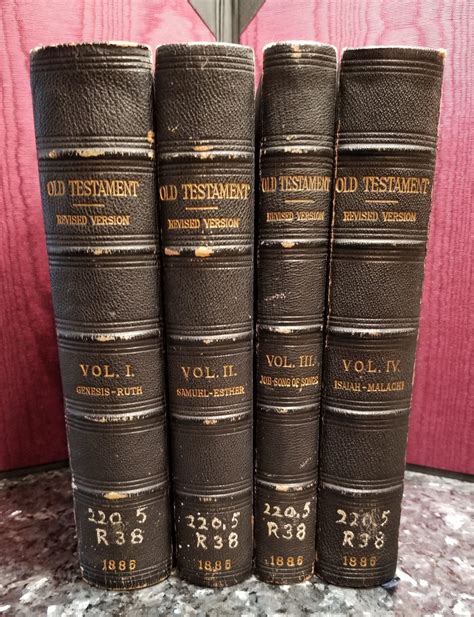 OLD TESTAMENT
REVISED VERSION
VOL. I.
GENESIS-RUTH
220.5
R38
1885
OLD TESTAMENT
REVISED VERSION
VOL. II.
SAMUEL-ESTHER
220.5
R38
1885
OLD TESTAMENT
REVISED VERSION
VOL. III.
JOB-SONG OF SONGS
220.5
R38
1885
OLD TESTAMENT
REVISED VERSION
VOL. IV.
ISAIAH-MALACHI
220.5
R38
1885